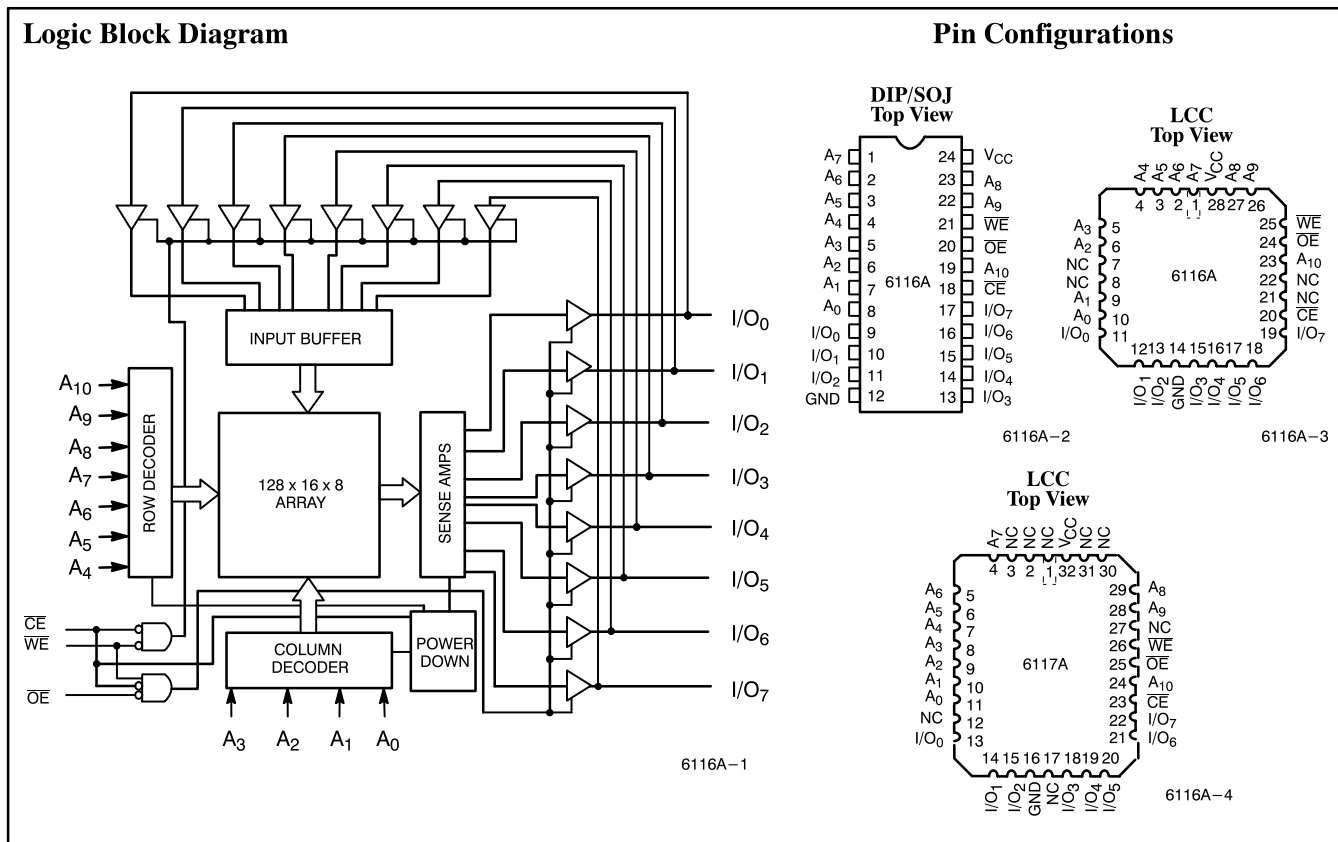 Logic Block Diagram
INPUT BUFFER
A10
A9
A8
A7
A6
A5
A4
ROW DECODER
128 x 16 x 8
ARRAY
SENSE AMPS
I/O0
I/O1
I/O2
I/O3
I/O4
I/O5
I/O6
I/O7
CE
WE
OE
COLUMN
DECODER
POWER
DOWN
A3 A2 A1 A0
6116A-1
Pin Configurations
DIP/SOJ
Top View
A7 1 24 VCC
A6 2 23 A8
A5 3 22 A9
A4 4 21 WE
A3 5 20 OE
A2 6 19 A10
6116A
A1 7 18 CE
A0 8 17 I/O7
I/O0 9 16 I/O6
I/O1 10 15 I/O5
I/O2 11 14 I/O4
GND 12 13 I/O3
6116A-2
LCC
Top View
A4 A5 A6 A7 VCC A8 A9
4 3 2 1 28 27 26
A3 5 25 WE
A2 6 24 OE
NC 7 23 A10
6116A
NC 8 22 NC
A1 9 21 NC
A0 10 20 CE
I/O0 11 19 I/O7
12 13 14 15 16 17 18
I/O1 I/O2 GND I/O3 I/O4 I/O5 I/O6
6116A-3
LCC
Top View
A7 NC NC NC VCC NC NC
4 3 2 1 32 31 30
A6 5 29 A8
A5 6 28 A9
A4 7 27 NC
A3 8 26 WE
6117A
A2 9 25 OE
A1 10 24 A10
A0 11 23 CE
NC 12 22 I/O7
I/O0 13 21 I/O6
14 15 16 17 18 19 20
I/O1 I/O2 GND NC I/O3 I/O4 I/O5
6116A-4